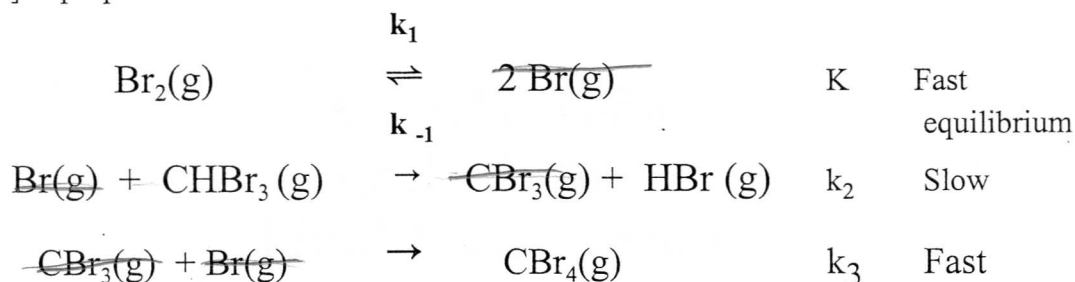 k₁
Br₂(g) ⇌ 2 Br(g) K Fast
equilibrium
k ₋₁
Br(g) + CHBr₃ (g) → CBr₃(g) + HBr (g) k₂ Slow
CBr₃(g) + Br(g) → CBr₄(g) k₃ Fast